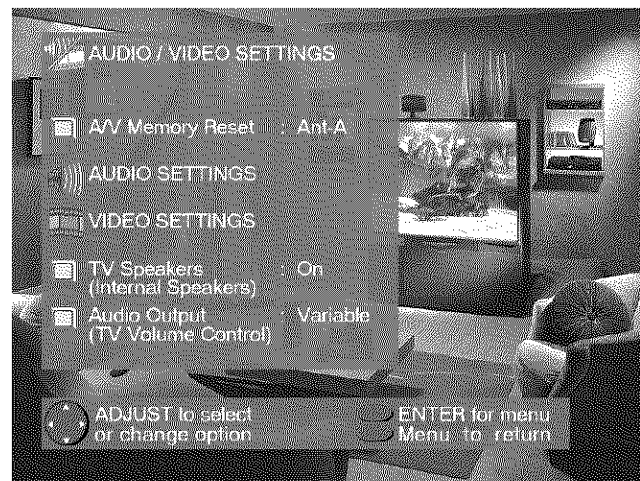 AUDIO / VIDEO SETTINGS
A/V Memory Reset : Ant-A
AUDIO SETTINGS
VIDEO SETTINGS
TV Speakers : On
(Internal Speakers)
Audio Output : Variable
(TV Volume Control)
ADJUST to select
or change option
ENTER for menu
Menu to return